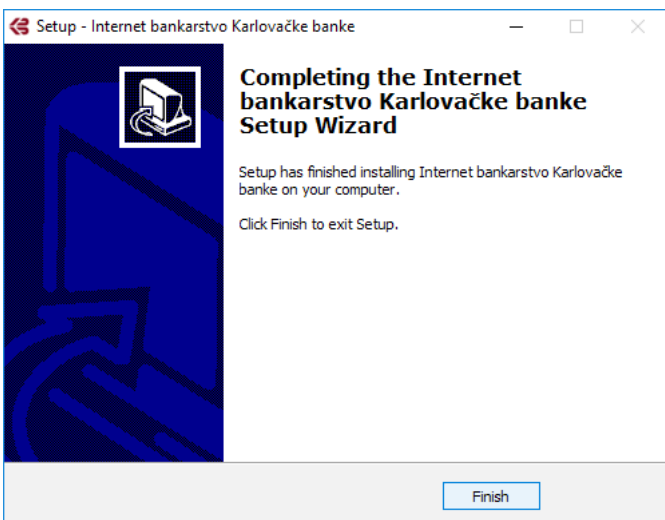 Setup - Internet bankarstvo Karlovačke banke
Completing the Internet
bankarstvo Karlovačke banke
Setup Wizard
Setup has finished installing Internet bankarstvo Karlovačke
banke on your computer.
Click Finish to exit Setup.
Finish